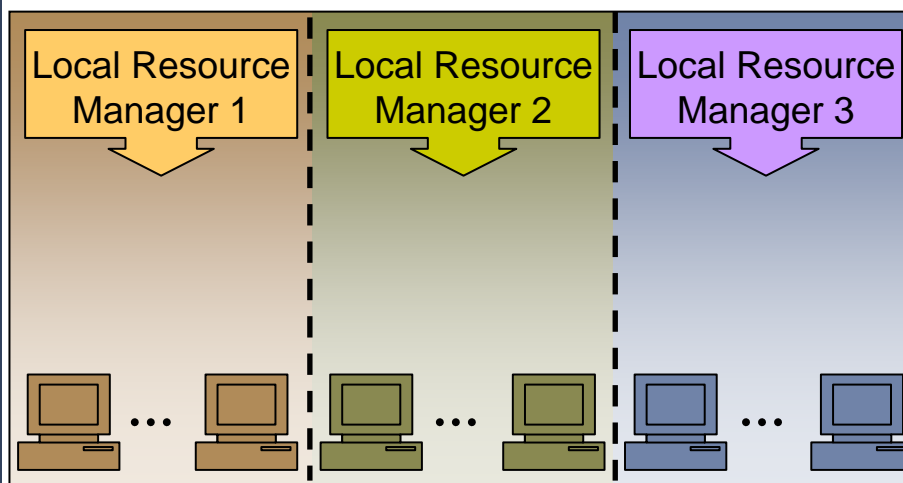 Local Resource
Manager 1
Local Resource
Manager 2
Local Resource
Manager 3
... ... ...